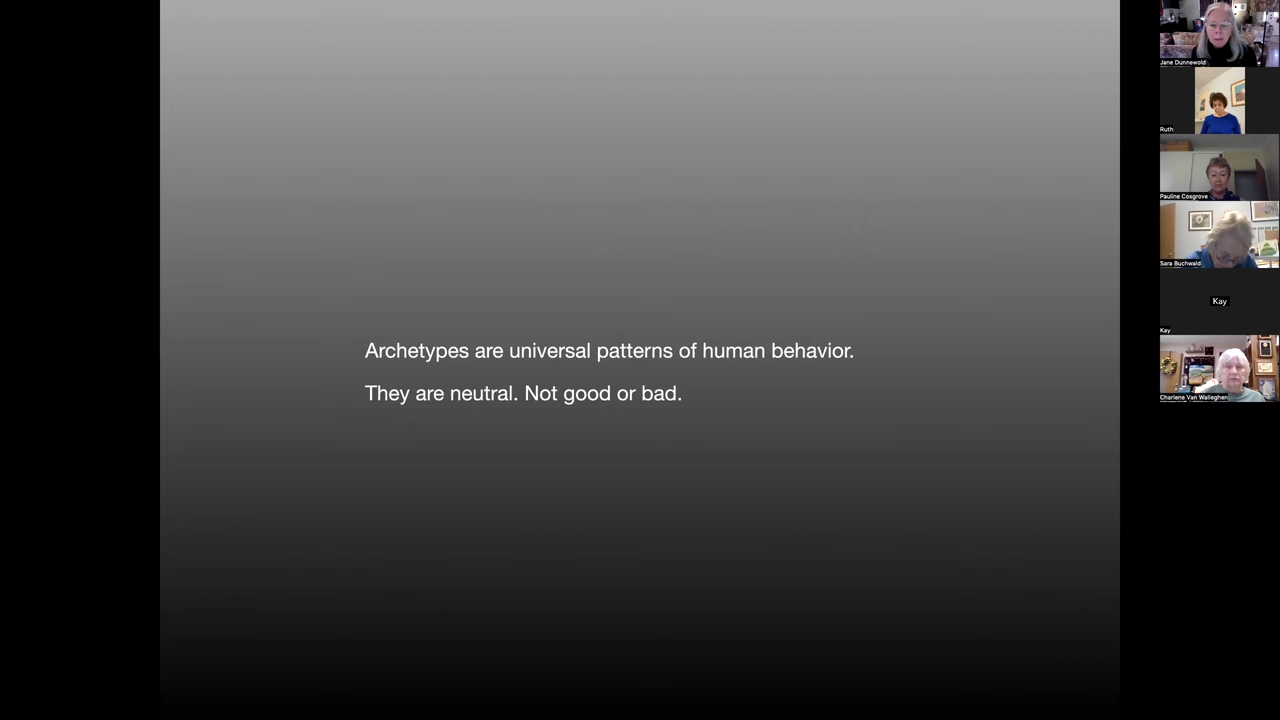 Archetypes are universal patterns of human behavior.
They are neutral. Not good or bad.
Jane Dunnewold
Ruth
Pauline Cosgrove
Sara Buchwald
Kay
Kay
Charlene Van Walleghen